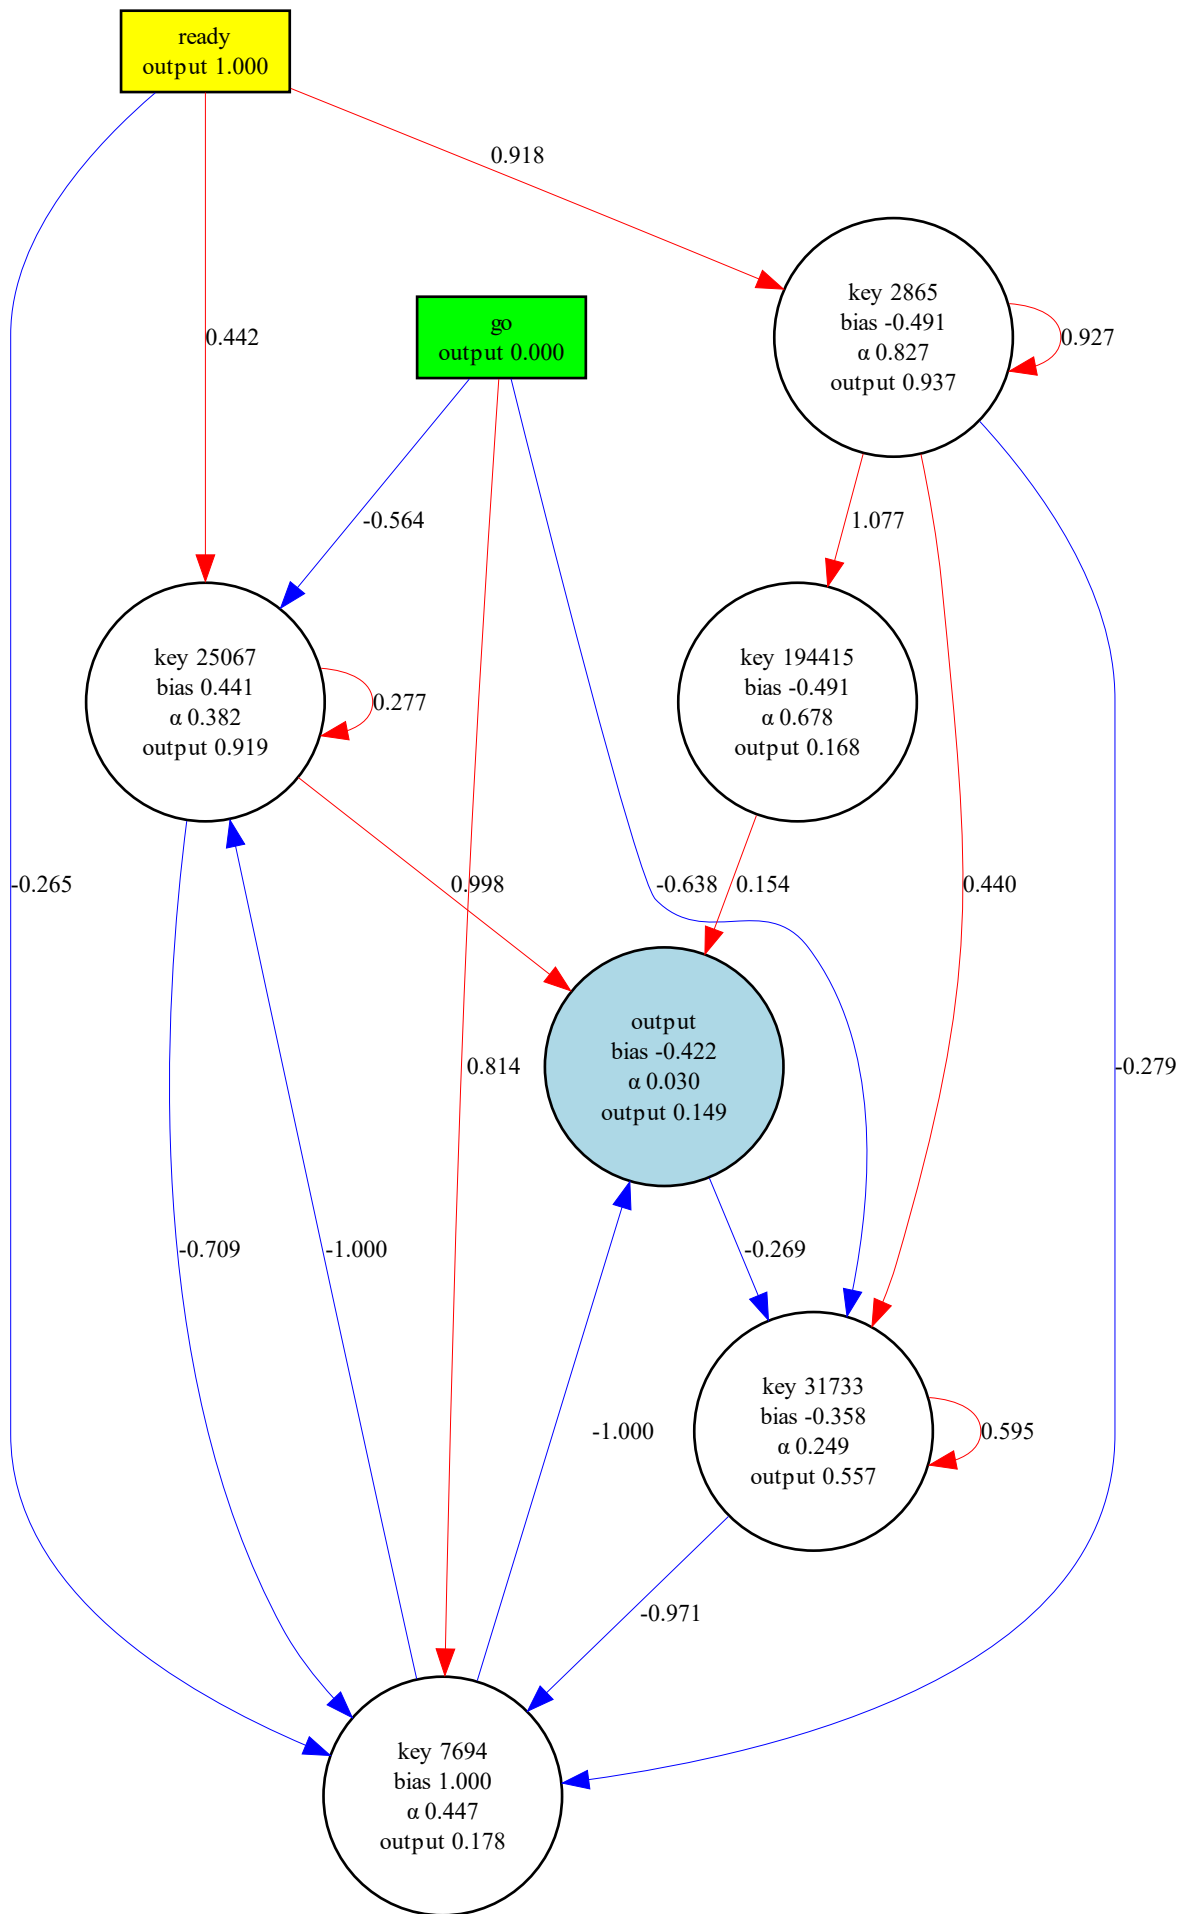 ready
output 1.000
0.918
key 2865
bias -0.491
α 0.827
output 0.937
0.927
go
output 0.000
0.442
-0.564
1.077
key 25067
bias 0.441
α 0.382
output 0.919
0.277
key 194415
bias -0.491
α 0.678
output 0.168
-0.265
0.998
-0.638
0.154
0.440
output
bias -0.422
α 0.030
output 0.149
0.814
-0.279
-0.709
-1.000
-0.269
key 31733
bias -0.358
α 0.249
output 0.557
-1.000
0.595
-0.971
key 7694
bias 1.000
α 0.447
output 0.178